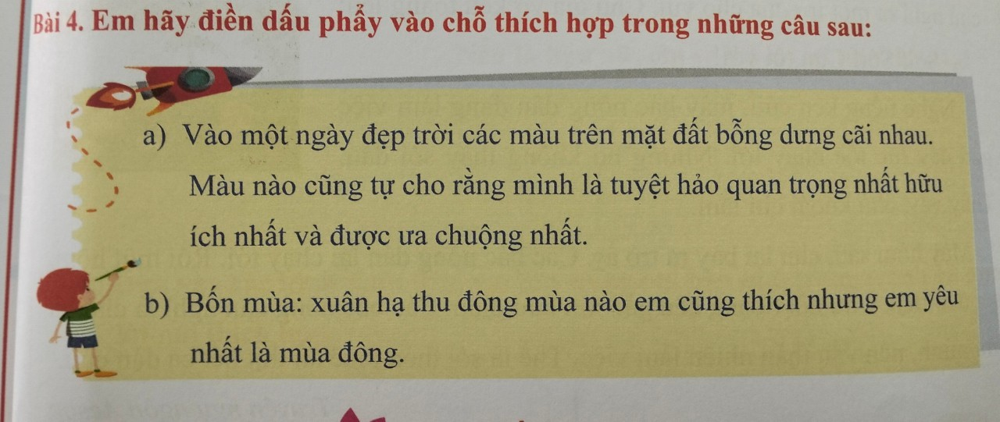 Bài 4. Em hãy điền dấu phẩy vào chỗ thích hợp trong những câu sau:
a) Vào một ngày đẹp trời các màu trên mặt đất bỗng dưng cãi nhau.
Màu nào cũng tự cho rằng mình là tuyệt hảo quan trọng nhất hữu
ích nhất và được ưa chuộng nhất.
b) Bốn mùa: xuân hạ thu đông mùa nào em cũng thích nhưng em yêu
nhất là mùa đông.